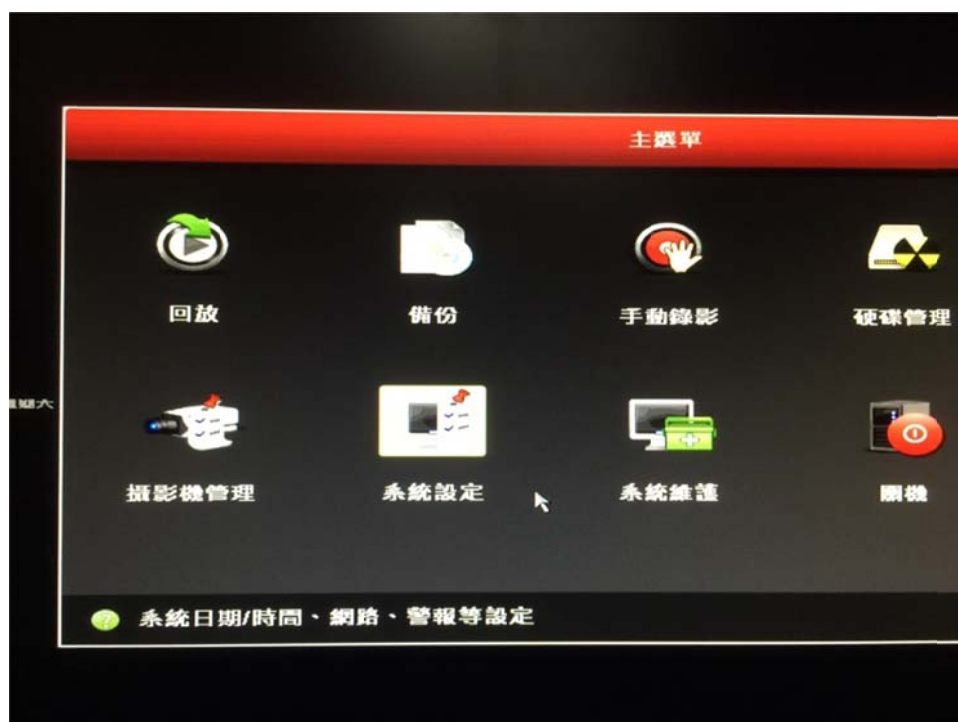 主選單
回放
備份
手動錄影
硬碟管理
攝影機管理
系統設定
系統維護
關機
系統日期/時間、網路、警報等設定